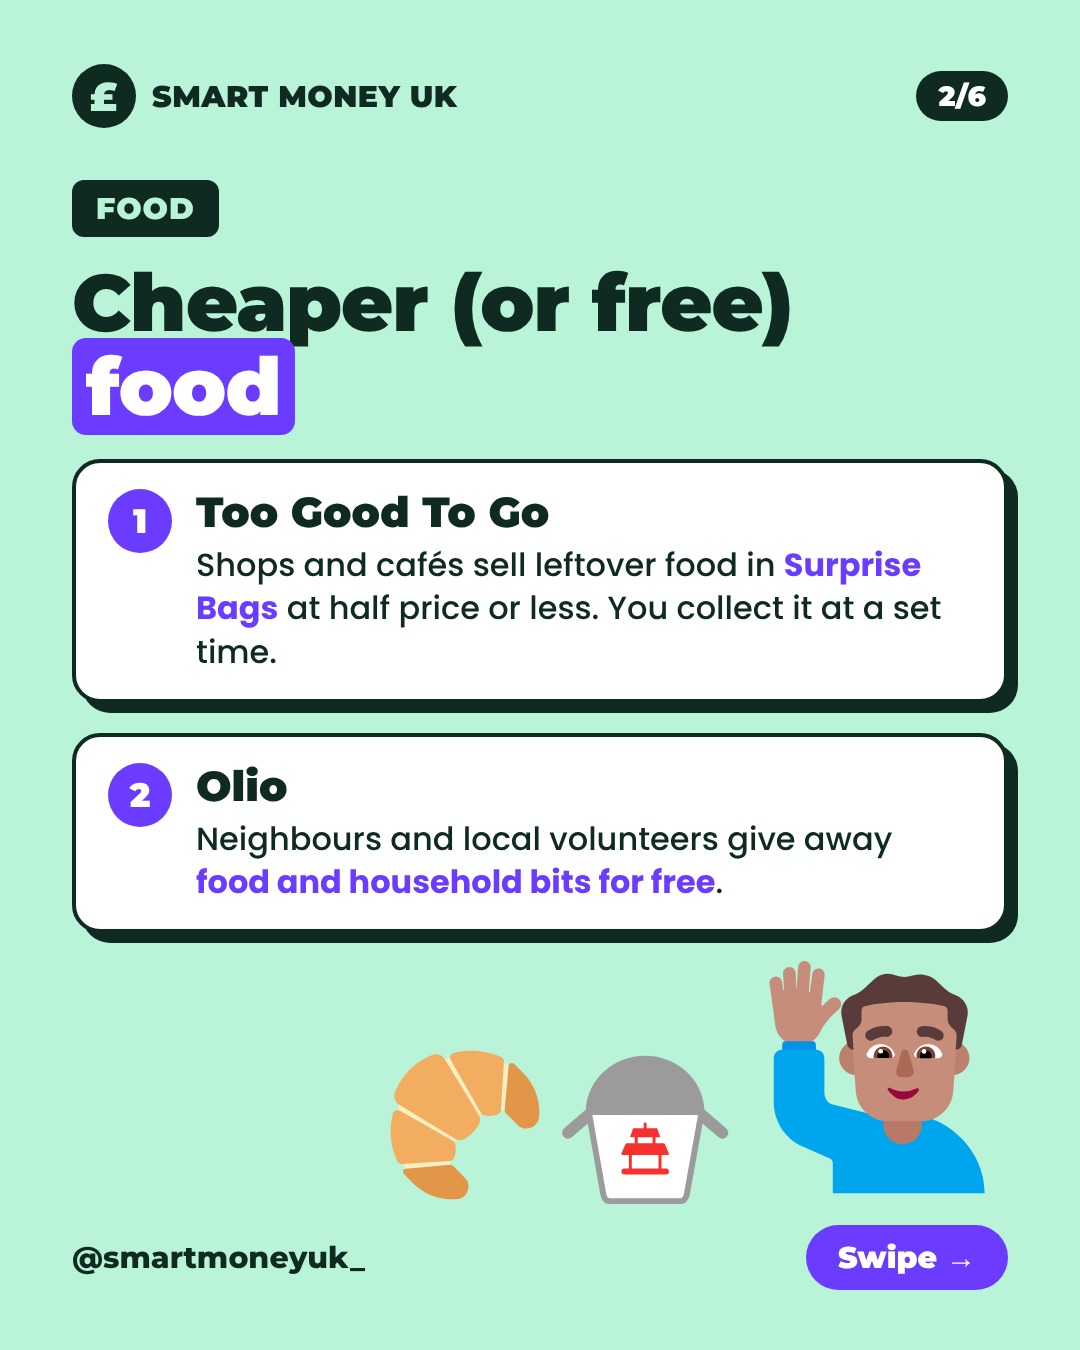 £ SMART MONEY UK
2/6
FOOD
Cheaper (or free)
food
1
Too Good To Go
Shops and cafés sell leftover food in Surprise
Bags at half price or less. You collect it at a set
time.
2
Olio
Neighbours and local volunteers give away
food and household bits for free.
@smartmoneyuk_
Swipe →